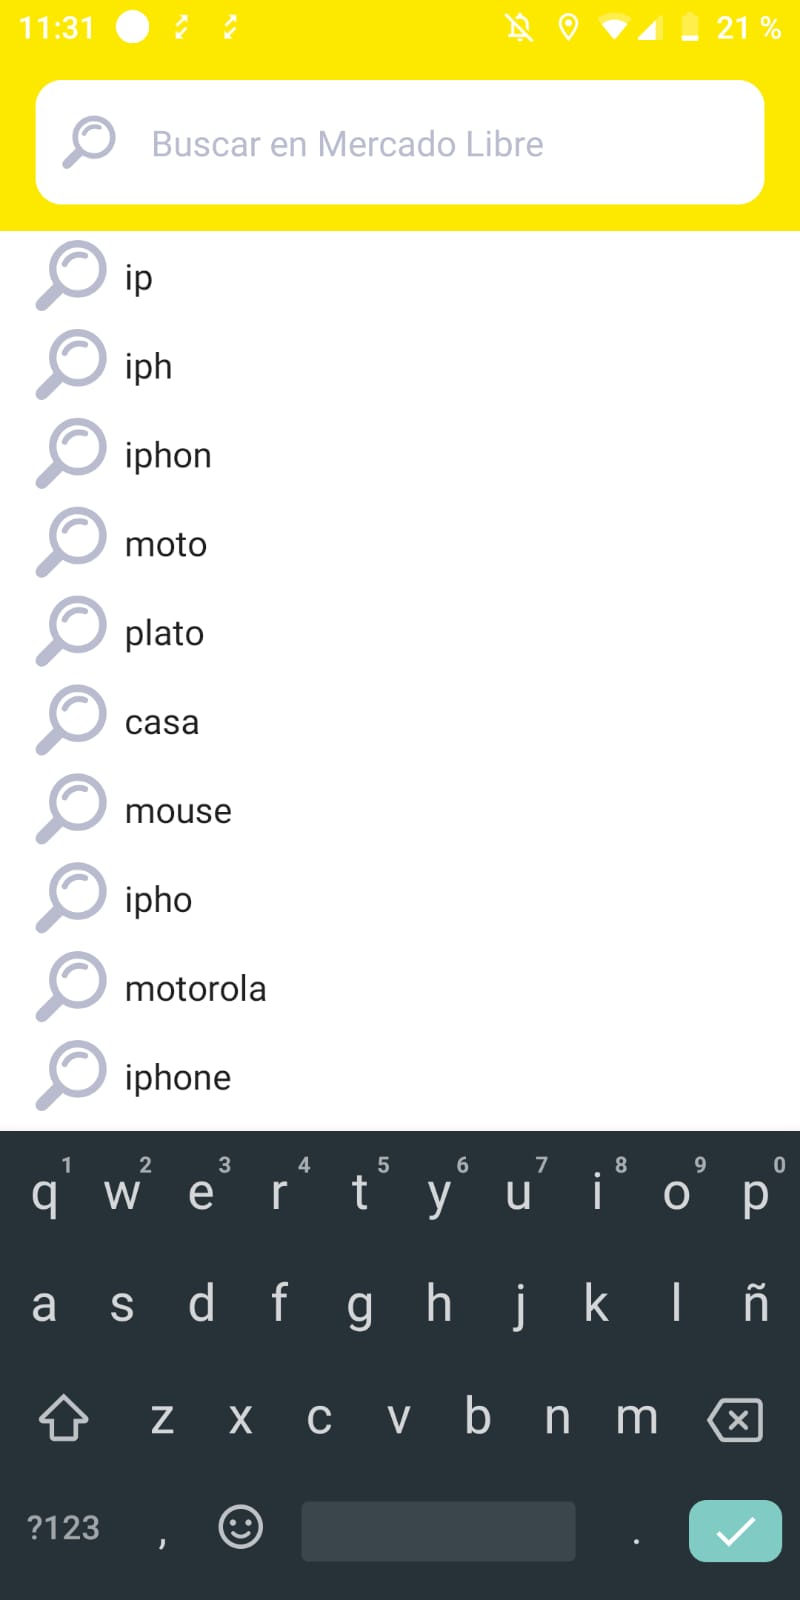 11:31 21 %
Buscar en Mercado Libre
ip
iph
iphon
moto
plato
casa
mouse
ipho
motorola
iphone
1 2 3 4 5 6 7 8 9 0
q w e r t y u i o p
a s d f g h j k l ñ
z x c v b n m
?123 , .